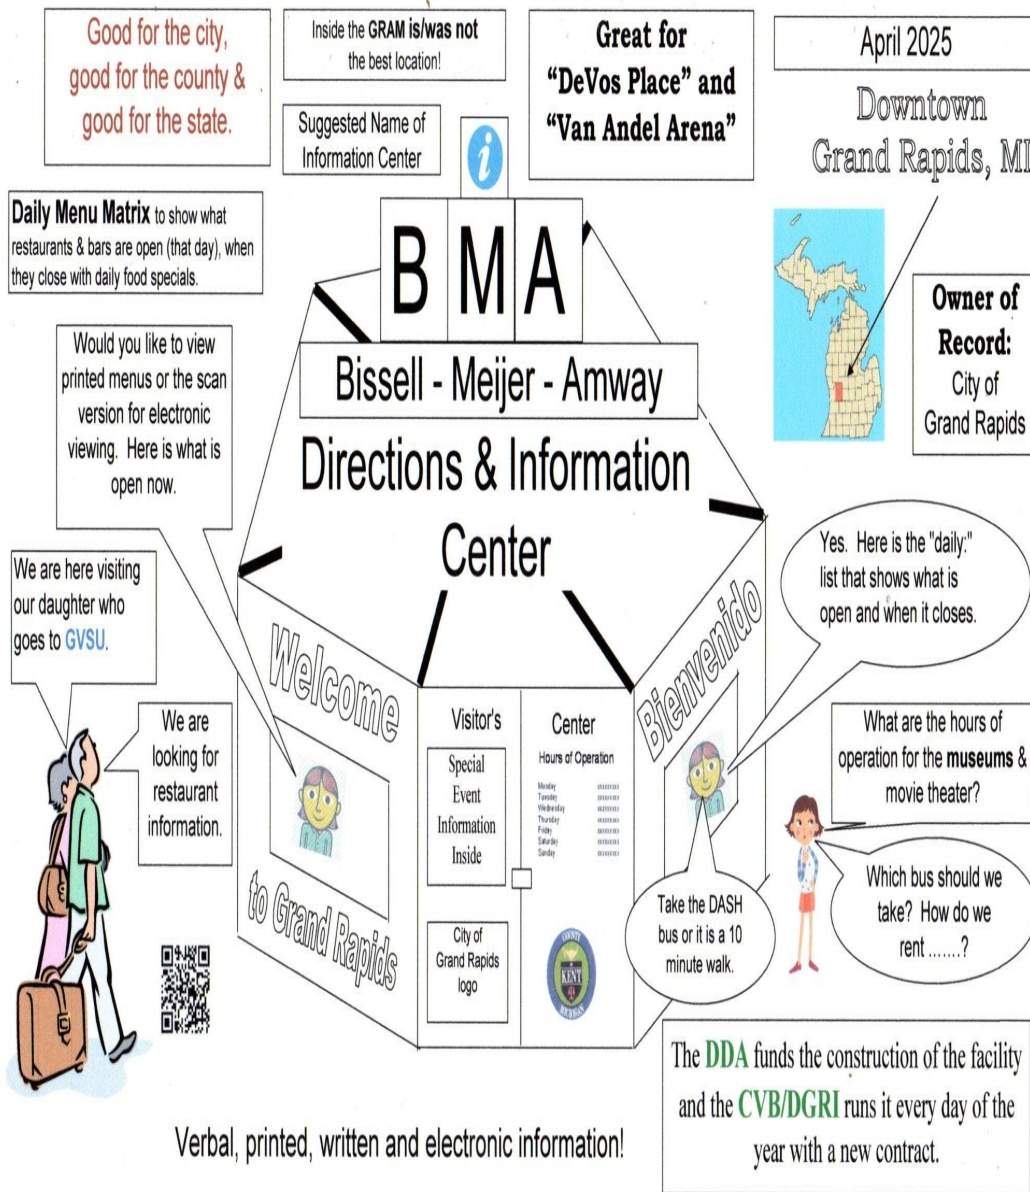 Good for the city,
good for the county &
good for the state.
Inside the GRAM is/was not
the best location!
Suggested Name of
Information Center
i
Great for
“DeVos Place” and
“Van Andel Arena”
April 2025
Downtown
Grand Rapids, MI
Daily Menu Matrix to show what
restaurants & bars are open (that day), when
they close with daily food specials.
Owner of
Record:
City of
Grand Rapids
B M A
Bissell - Meijer - Amway
Directions & Information
Center
Would you like to view
printed menus or the scan
version for electronic
viewing. Here is what is
open now.
We are here visiting
our daughter who
goes to GVSU.
We are
looking for
restaurant
information.
Yes. Here is the "daily:"
list that shows what is
open and when it closes.
What are the hours of
operation for the museums &
movie theater?
Which bus should we
take? How do we
rent .......?
Take the DASH
bus or it is a 10
minute walk.
Welcome
to Grand Rapids
Visitor's
Special
Event
Information
Inside
City of
Grand Rapids
logo
Center
Hours of Operation
Monday
Tuesday
Wednesday
Thursday
Friday
Saturday
Sunday
COUNTY
KENT
MICHIGAN
Bienvenido
The DDA funds the construction of the facility
and the CVB/DGRI runs it every day of the
year with a new contract.
Verbal, printed, written and electronic information!